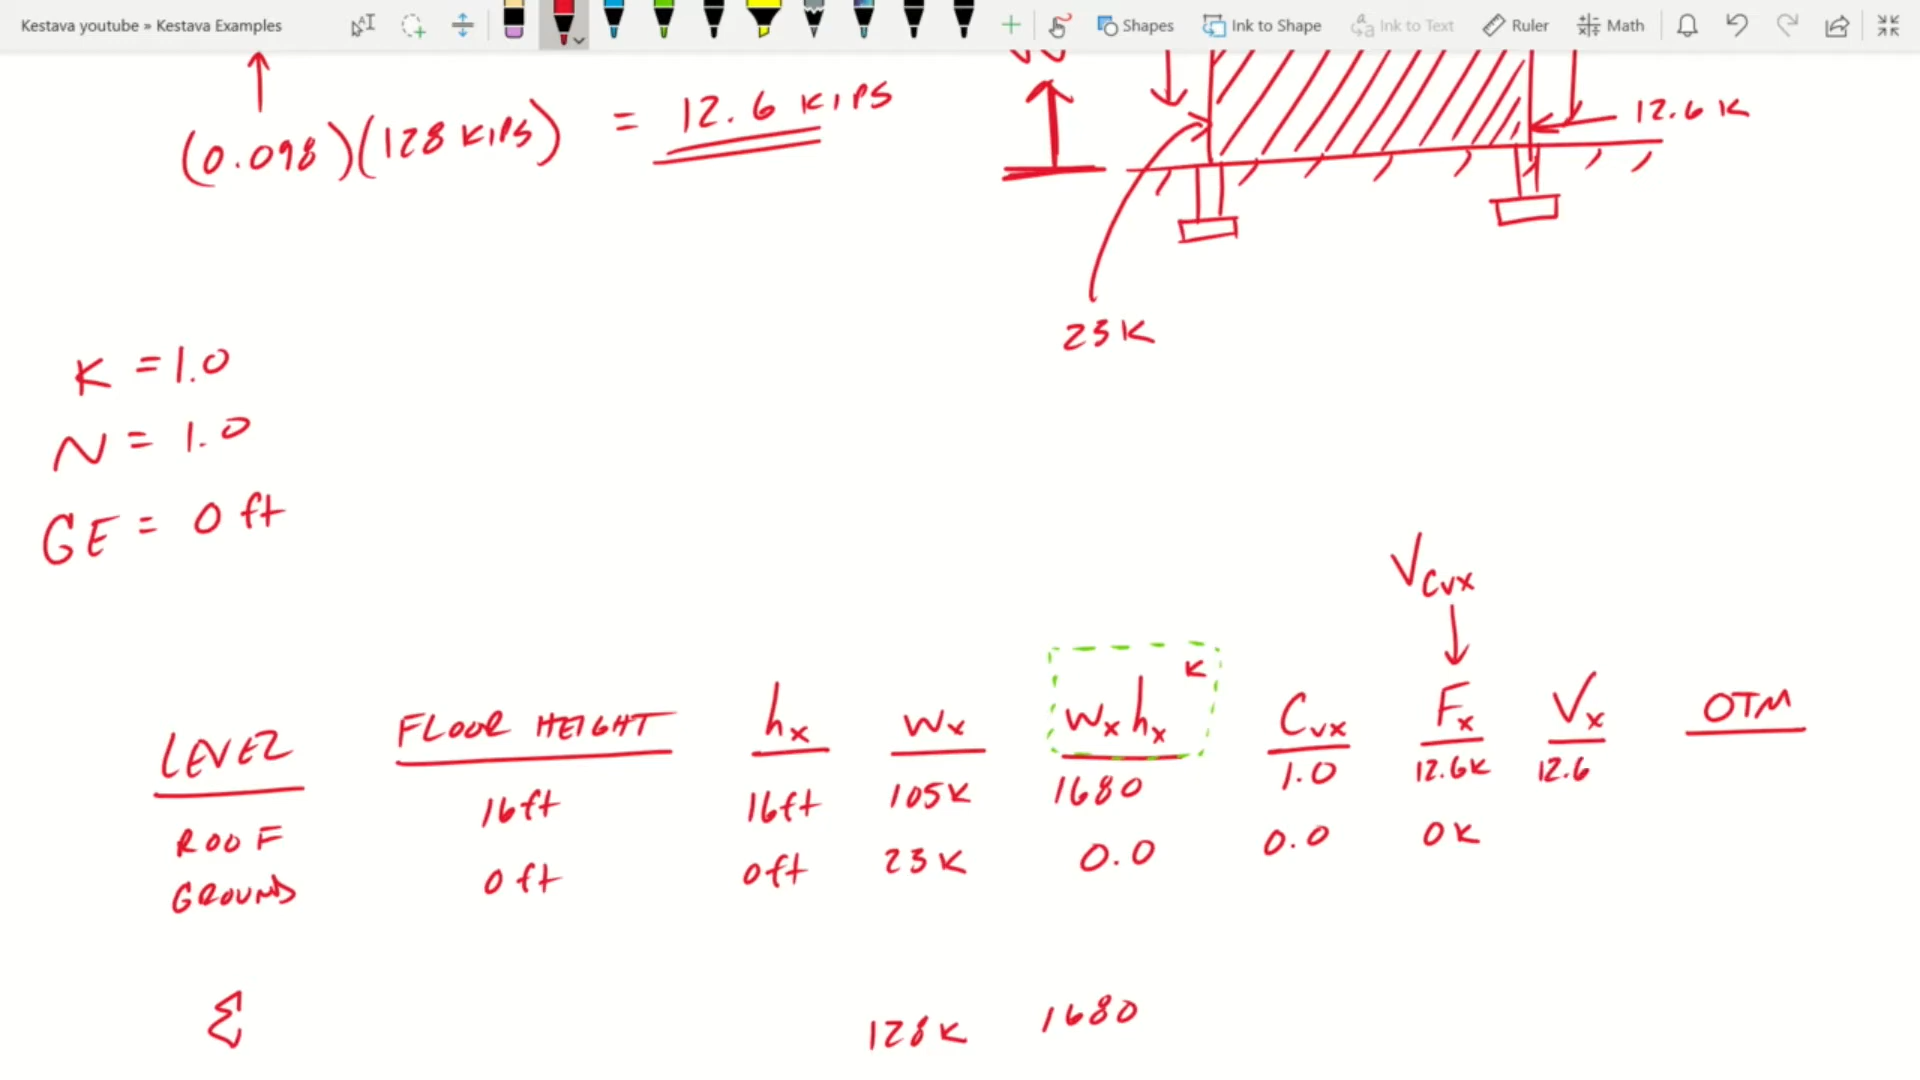 Kestava youtube » Kestava Examples
Shapes
Ink to Shape
Ink to Text
Ruler
Math
(0.098)(128 KIPS) = 12.6 KIPS
12.6 K
23 K
K = 1.0
N = 1.0
GE = 0 ft
V Cvx
LEVEL FLOOR HEIGHT hx Wx Wx hx K Cvx Fx Vx OTM
ROOF 16ft 16ft 105K 1680 1.0 12.6K 12.6
GROUND 0ft 0ft 23K 0.0 0.0 0K
Σ 128K 1680